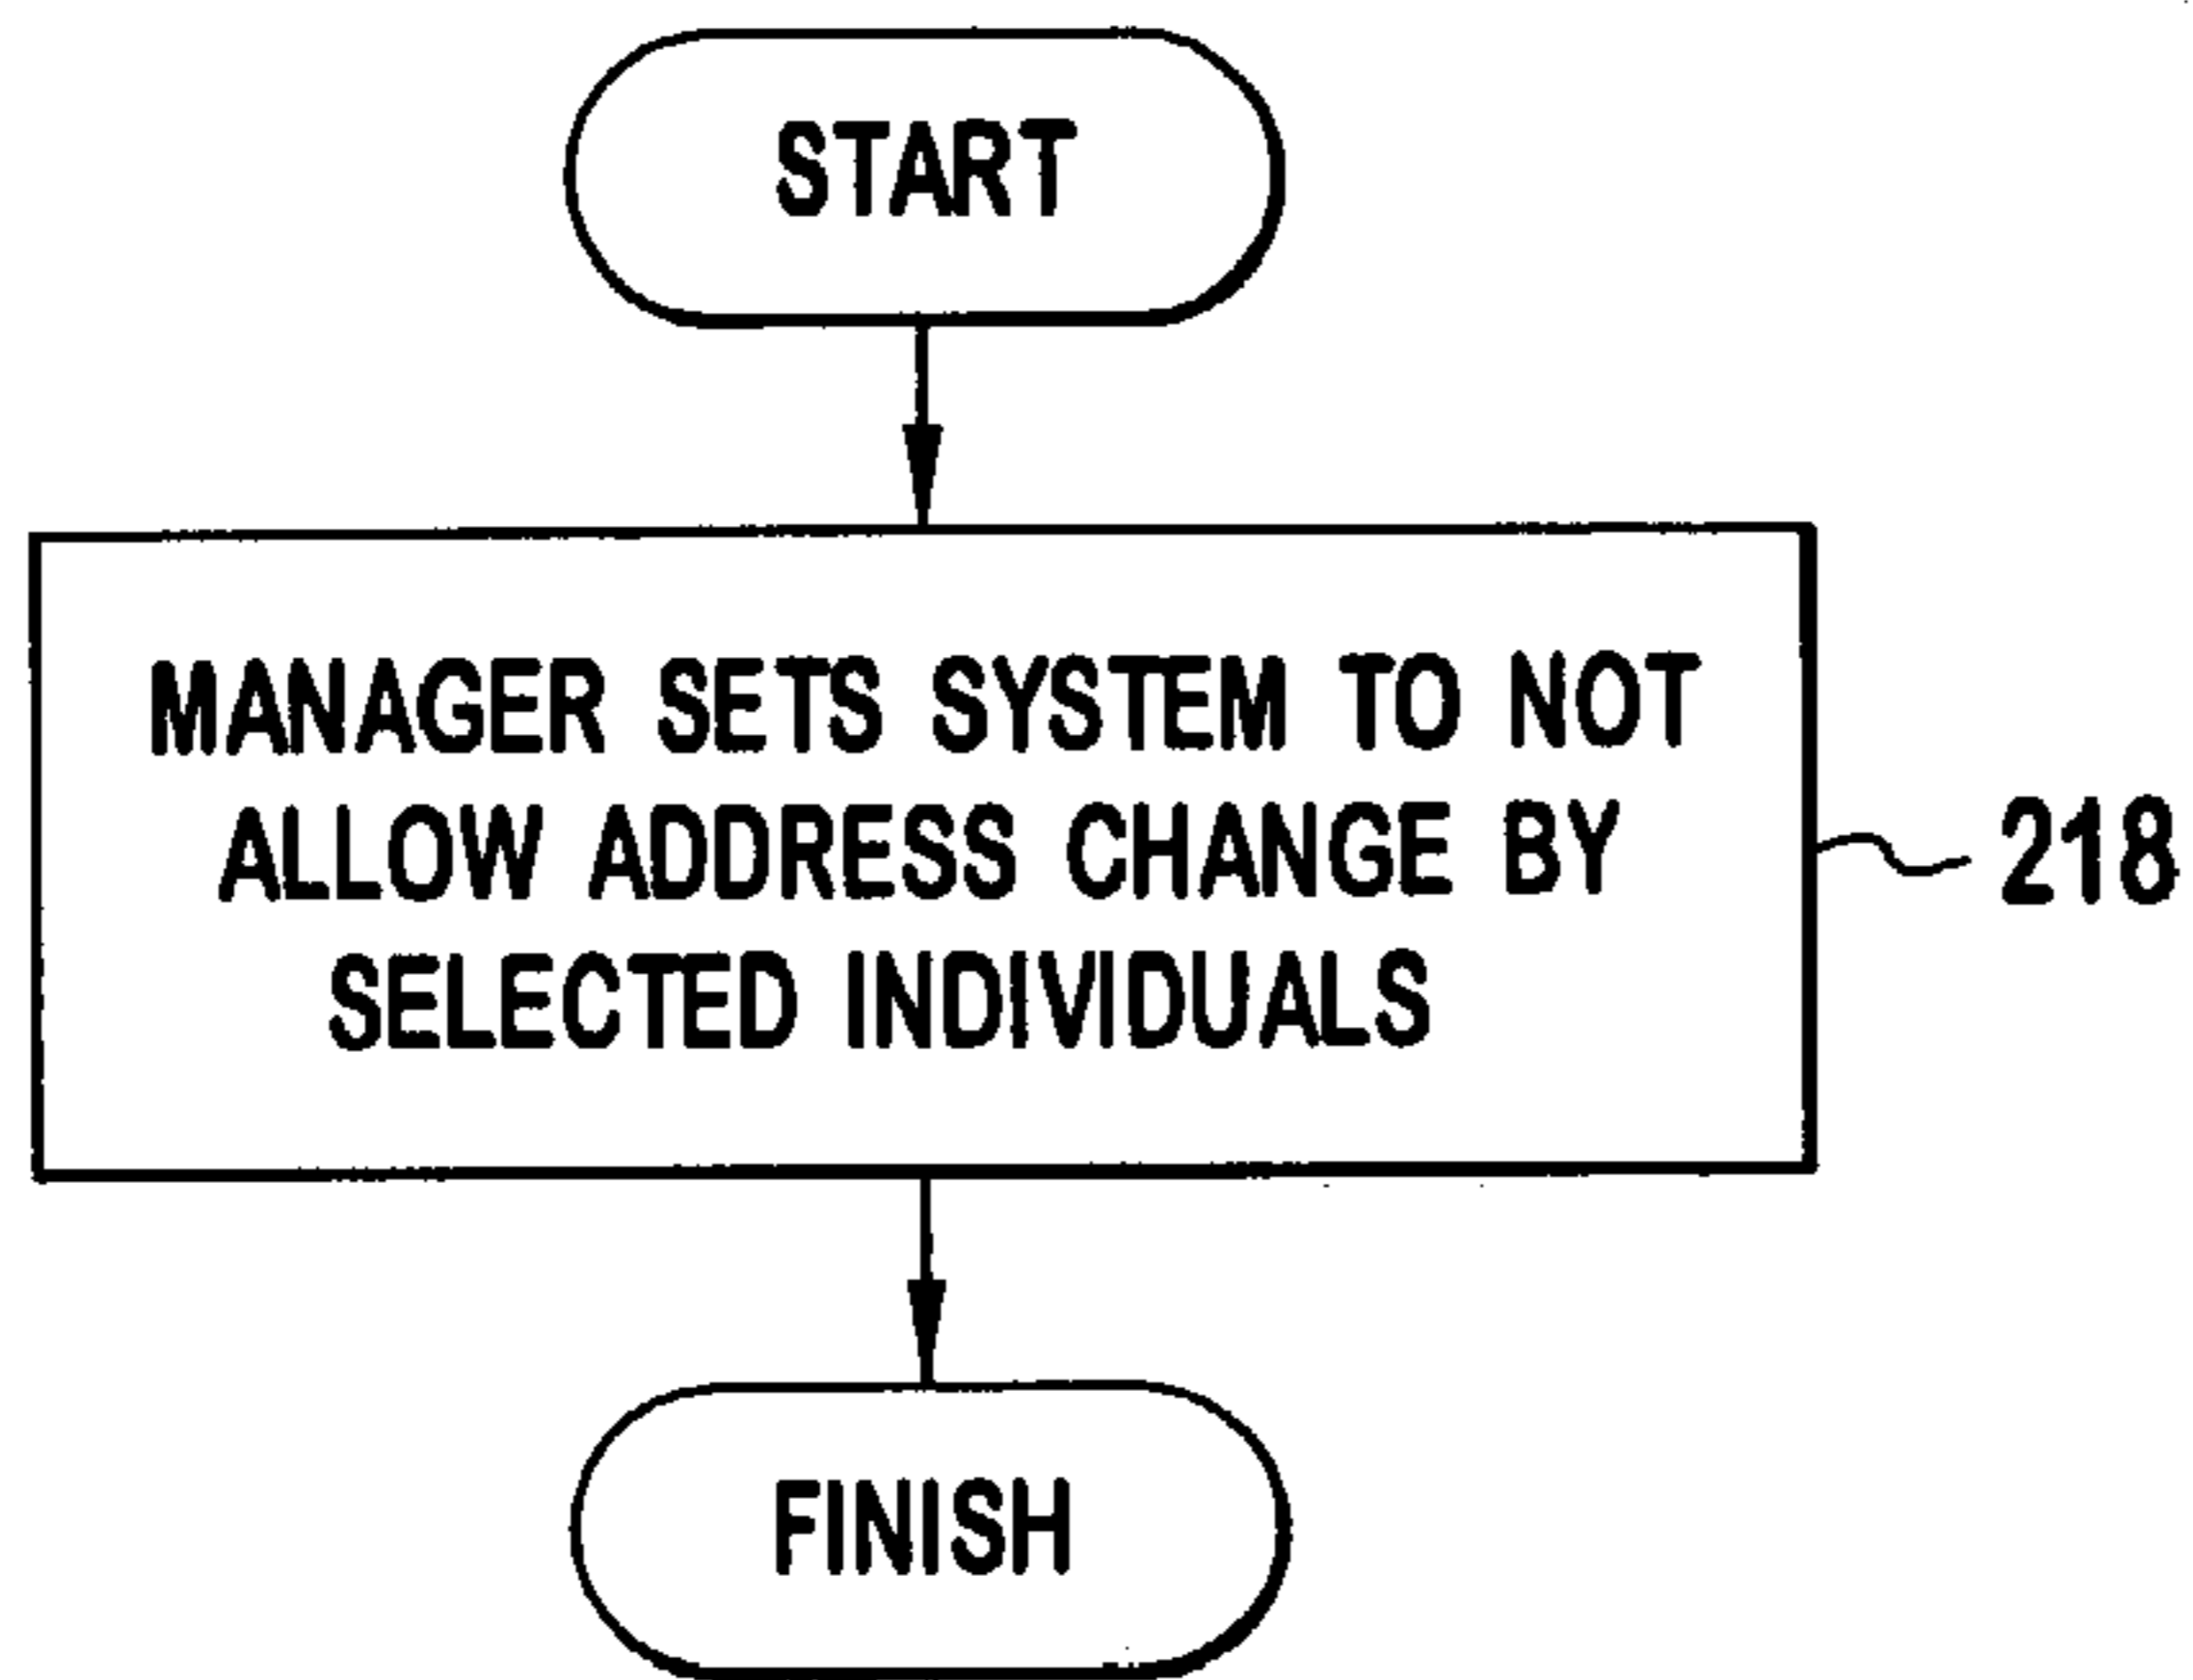 START
MANAGER SETS SYSTEM TO NOT
ALLOW ADDRESS CHANGE BY
SELECTED INDIVIDUALS
218
FINISH